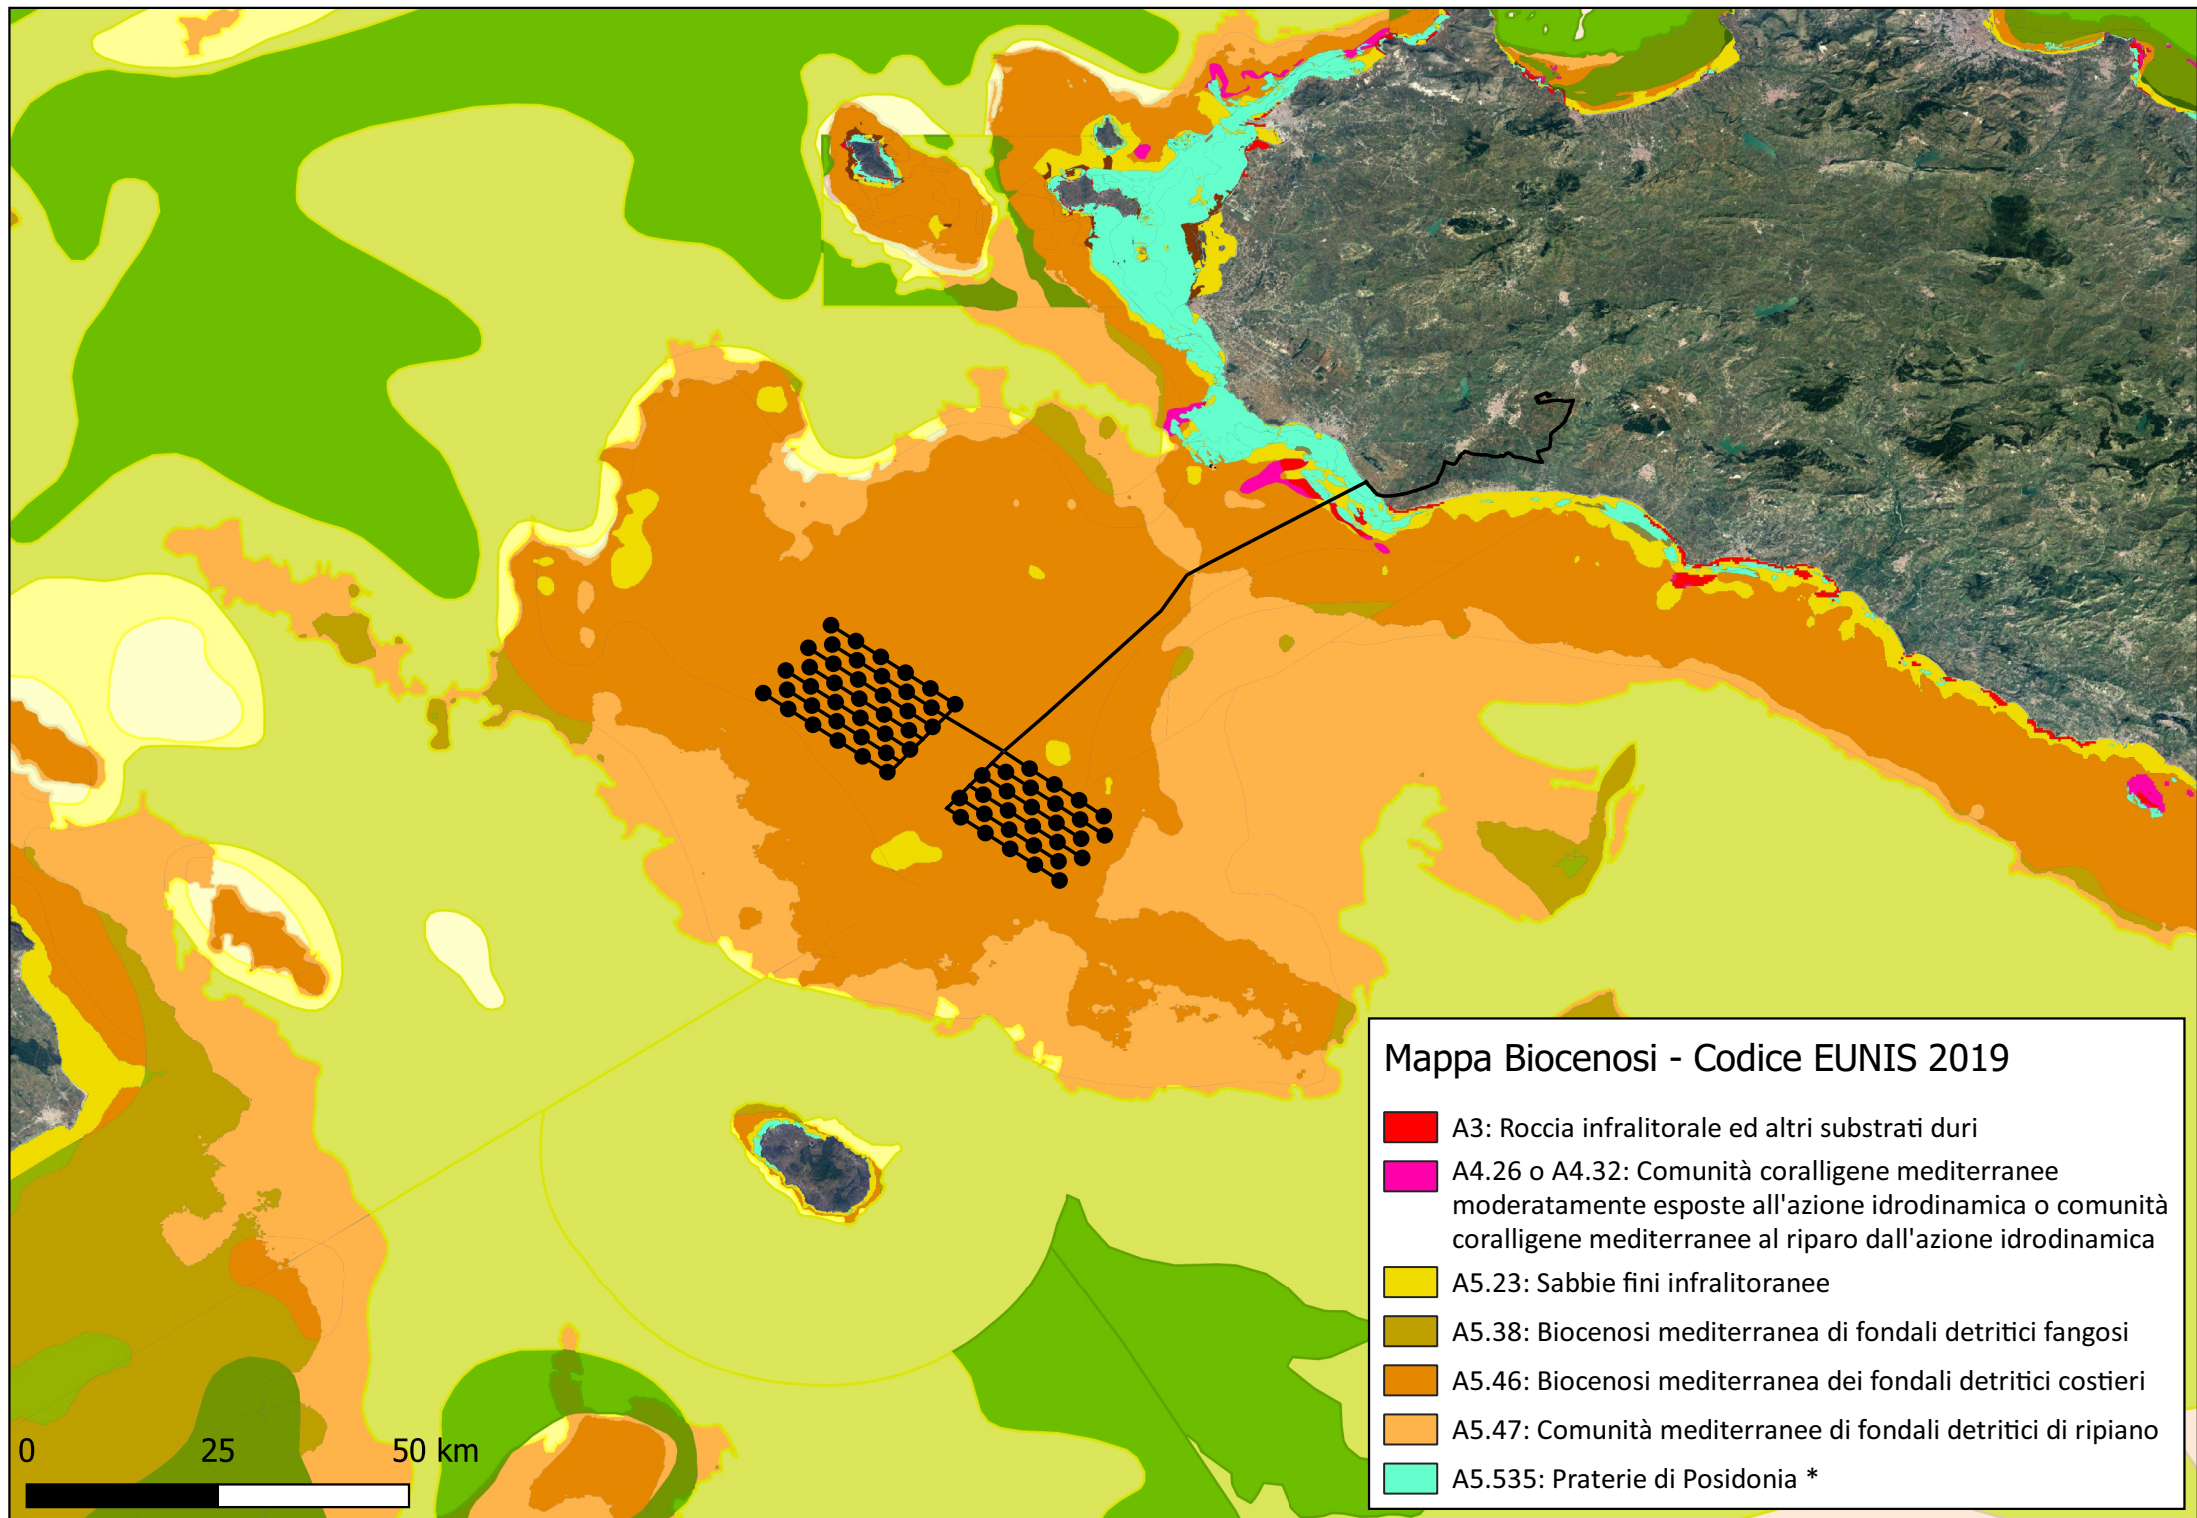 Mappa Biocenosi - Codice EUNIS 2019
A3: Roccia infralitorale ed altri substrati duri
A4.26 o A4.32: Comunità coralligene mediterranee
moderatamente esposte all'azione idrodinamica o comunità
coralligene mediterranee al riparo dall'azione idrodinamica
A5.23: Sabbie fini infralitoranee
A5.38: Biocenosi mediterranea di fondali detritici fangosi
A5.46: Biocenosi mediterranea dei fondali detritici costieri
A5.47: Comunità mediterranee di fondali detritici di ripiano
A5.535: Praterie di Posidonia *
0 25 50 km